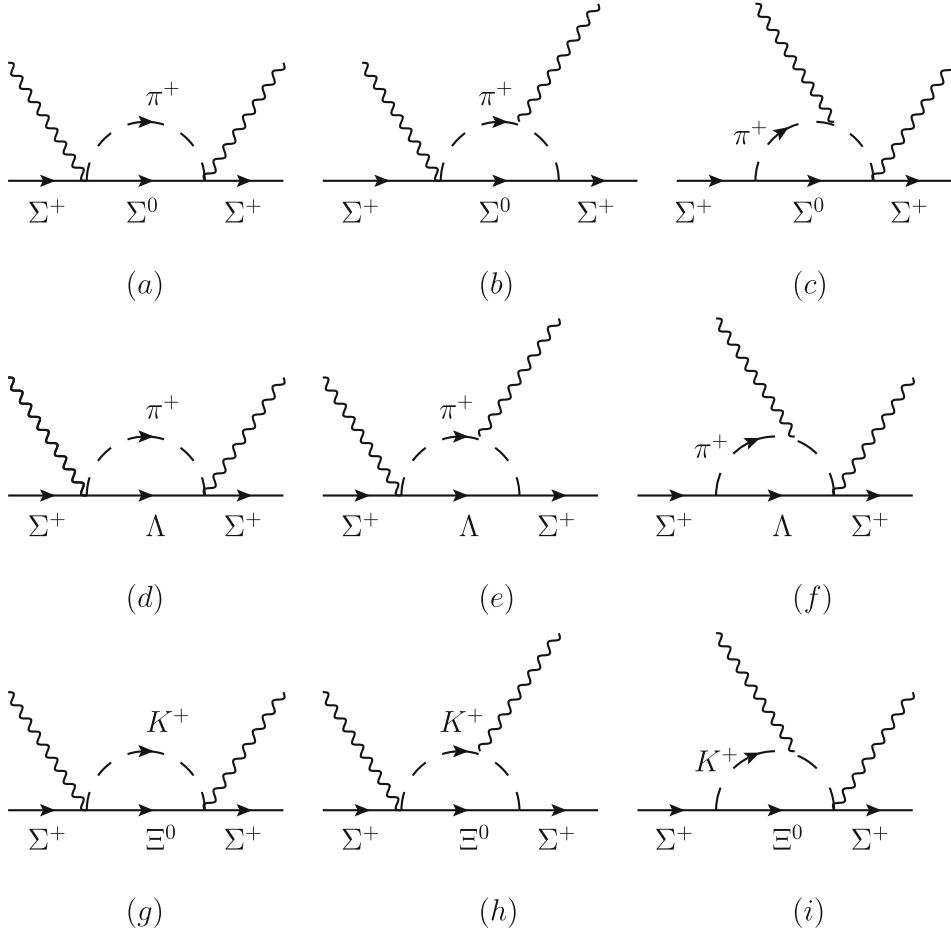 π⁺ π⁺ π⁺
Σ⁺ Σ⁰ Σ⁺ Σ⁺ Σ⁰ Σ⁺ Σ⁺ Σ⁰ Σ⁺
(a) (b) (c)
π⁺ π⁺ π⁺
Σ⁺ Λ Σ⁺ Σ⁺ Λ Σ⁺ Σ⁺ Λ Σ⁺
(d) (e) (f)
K⁺ K⁺ K⁺
Σ⁺ Ξ⁰ Σ⁺ Σ⁺ Ξ⁰ Σ⁺ Σ⁺ Ξ⁰ Σ⁺
(g) (h) (i)